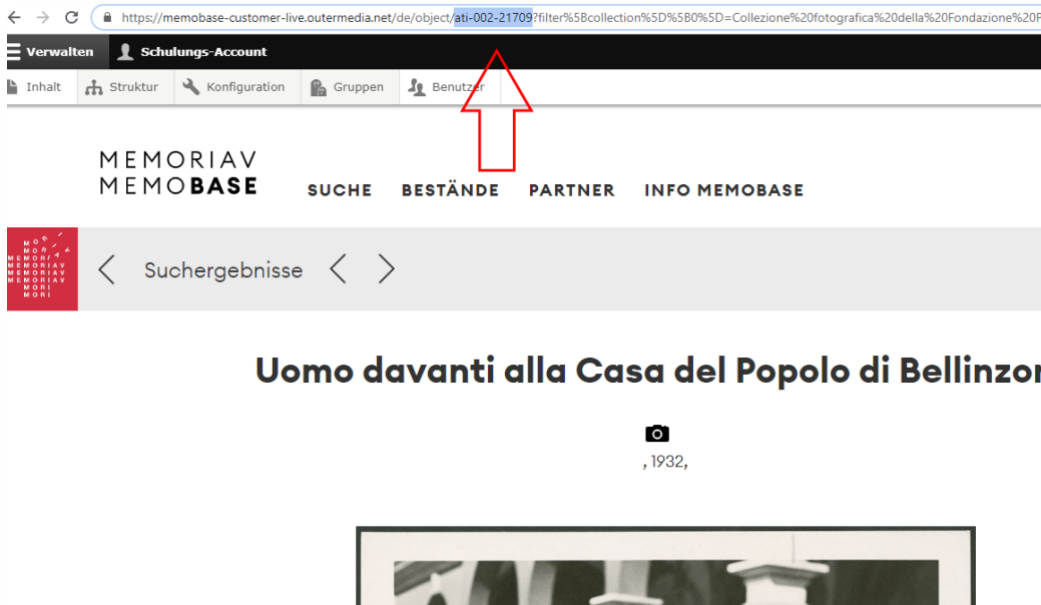 https://memobase-customer-live.outermedia.net/de/object/ati-002-21709?filter%5Bcollection%5D%5B0%5D=Collezione%20fotografica%20della%20Fondazione%20P
Verwalten Schulungs-Account
Inhalt Struktur Konfiguration Gruppen Benutzer
MEMORIAV
MEMOBASE SUCHE BESTÄNDE PARTNER INFO MEMOBASE
Suchergebnisse
Uomo davanti alla Casa del Popolo di Bellinzo
, 1932,